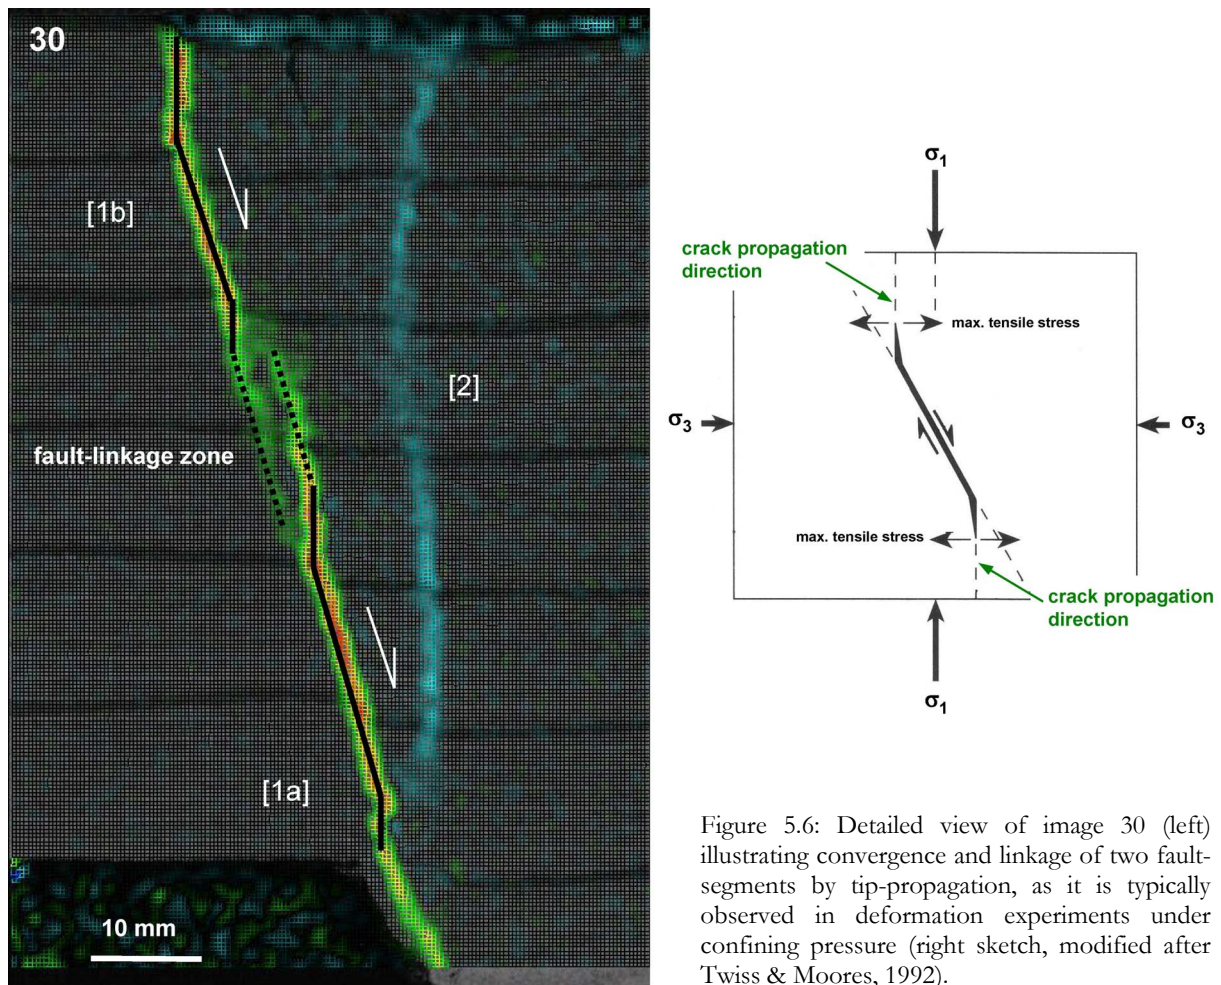 30
[1b]
[2]
fault-linkage zone
[1a]
10 mm
σ1
crack propagation
direction
max. tensile stress
σ3
σ3
max. tensile stress
crack propagation
direction
σ1
Figure 5.6: Detailed view of image 30 (left)
illustrating convergence and linkage of two fault-
segments by tip-propagation, as it is typically
observed in deformation experiments under
confining pressure (right sketch, modified after
Twiss & Moores, 1992).